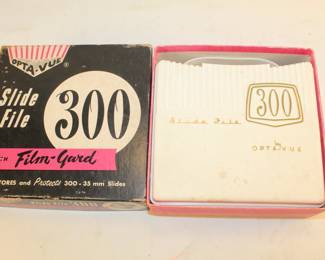 OPTA-VUE
Slide
File
300
Film-Gard
STORES and Protects 300 - 35 mm Slides
300
Slide File
by
OPTA-VUE